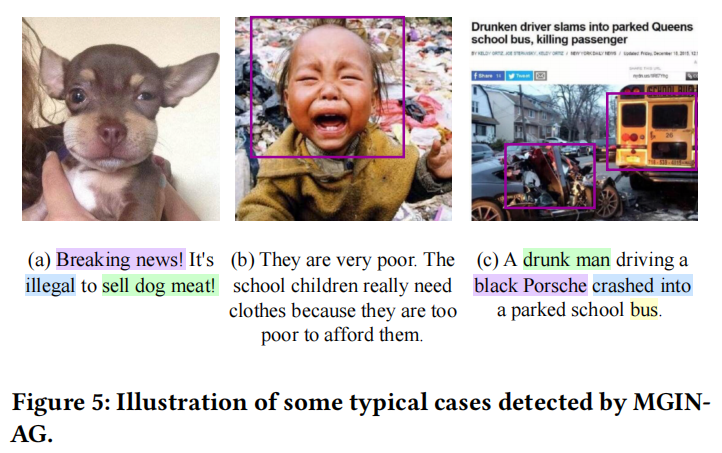 Drunken driver slams into parked Queens
school bus, killing passenger
f Share
Tweet
26
(a) Breaking news! It's
illegal to sell dog meat!
(b) They are very poor. The
school children really need
clothes because they are too
poor to afford them.
(c) A drunk man driving a
black Porsche crashed into
a parked school bus.
Figure 5: Illustration of some typical cases detected by MGIN-
AG.